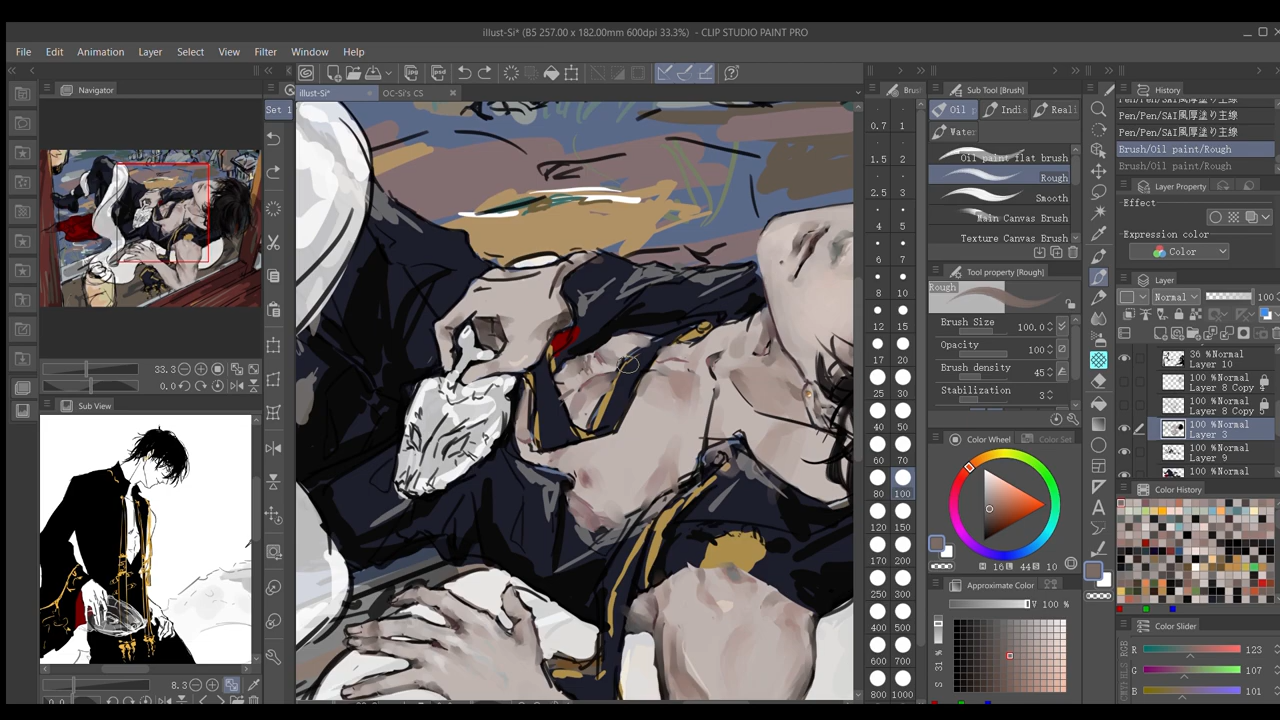 illust-Si* (B5 257.00 x 182.00mm 600dpi 33.3%) - CLIP STUDIO PAINT PRO
File Edit Animation Layer Select View Filter Window Help
Navigator
33.3
0.0
Sub View
8.3
Set 1
illust-Si*
OC-Si's CS
Brus
0.7 1
1.5 2
2.5 3
4 5
6 7
8 10
12 15
17 20
25 30
40 50
60 70
80 100
120 150
170 200
250 300
400 500
600 700
800 1000
Sub Tool [Brush]
Oil p
Indi
Real
Water
Oil paint flat brush
Rough
Smooth
Main Canvas Brush
Texture Canvas Brush
Tool property [Rough]
Rough
Brush Size 100.0
Opacity 100
Brush density 45
Stabilization 3
Color Wheel
Color Set
H 16 L 44 S 10
Approximate Color
V 100 %
S 31 %
History
Pen/Pen/SAI風厚塗り主線
Pen/Pen/SAI風厚塗り主線
Pen/Pen/SAI風厚塗り主線
Brush/Oil paint/Rough
Brush/Oil paint/Rough
Layer Property
Effect
Expression color
Color
Layer
Normal
100
36 %Normal
Layer 10
100 %Normal
Layer 8 Copy
100 %Normal
Layer 8 Copy 5
100 %Normal
Layer 3
100 %Normal
Layer 9
100 %Normal
Color History
Color Slider
RGB
R 123
G 107
B 101